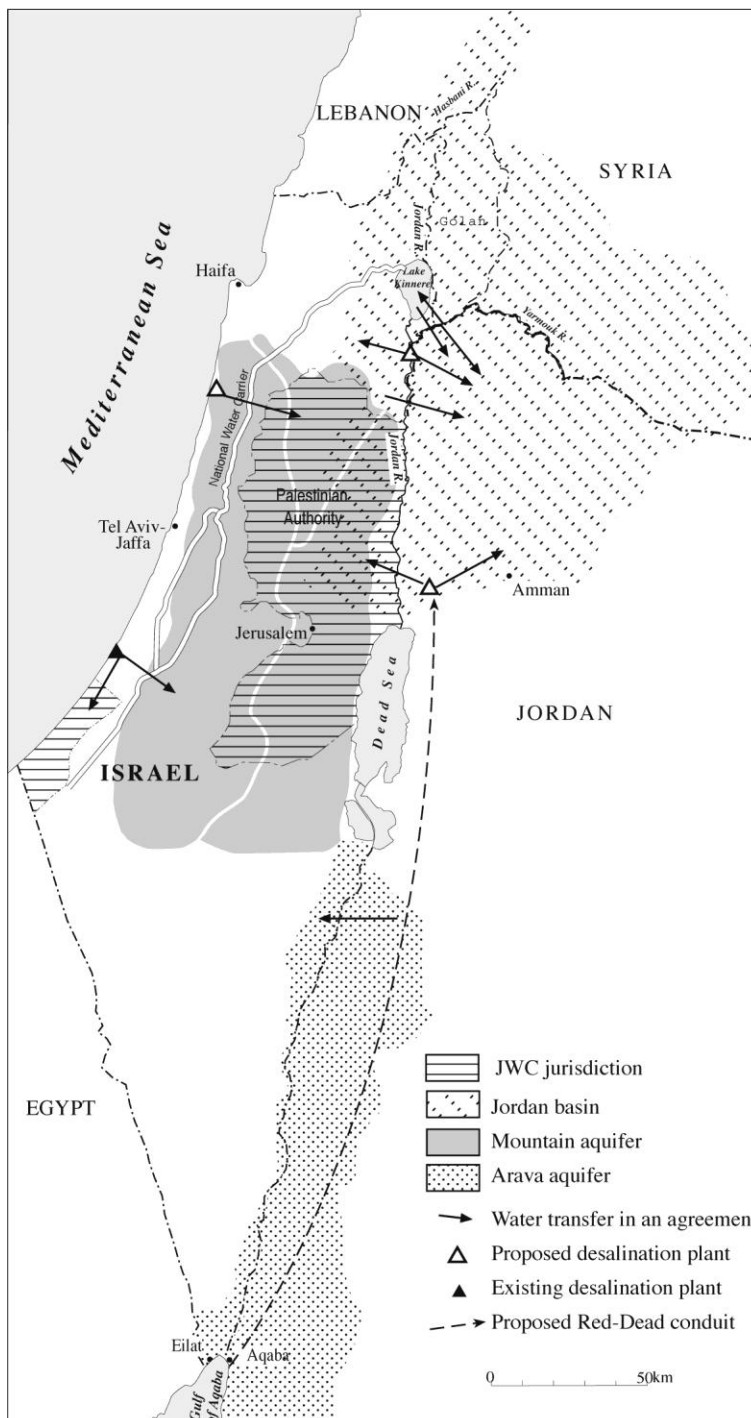 LEBANON
Hasbani R.
SYRIA
Golan
Jordan R.
Mediterranean Sea
Haifa
Lake
Kinneret
Yarmouk R.
National Water Carrier
Jordan R.
Palestinian
Authority
Tel Aviv-
Jaffa
Amman
Jerusalem
Dead Sea
JORDAN
ISRAEL
EGYPT
JWC jurisdiction
Jordan basin
Mountain aquifer
Arava aquifer
Water transfer in an agreemen
Proposed desalination plant
Existing desalination plant
Proposed Red-Dead conduit
Eilat
Aqaba
0 50km
Gulf
of Aqaba